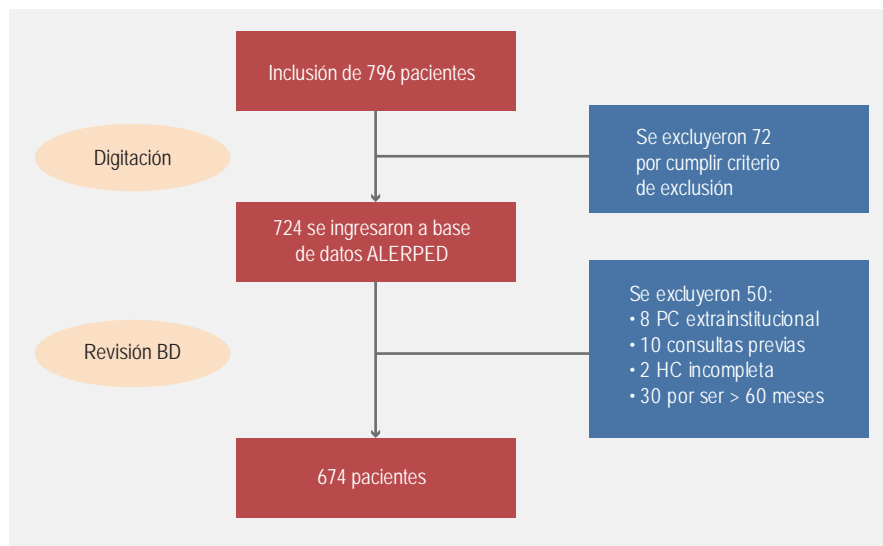 Inclusión de 796 pacientes
Digitación
Se excluyeron 72
por cumplir criterio
de exclusión
724 se ingresaron a base
de datos ALERPED
Revisión BD
Se excluyeron 50:
• 8 PC extrainstitucional
• 10 consultas previas
• 2 HC incompleta
• 30 por ser > 60 meses
674 pacientes